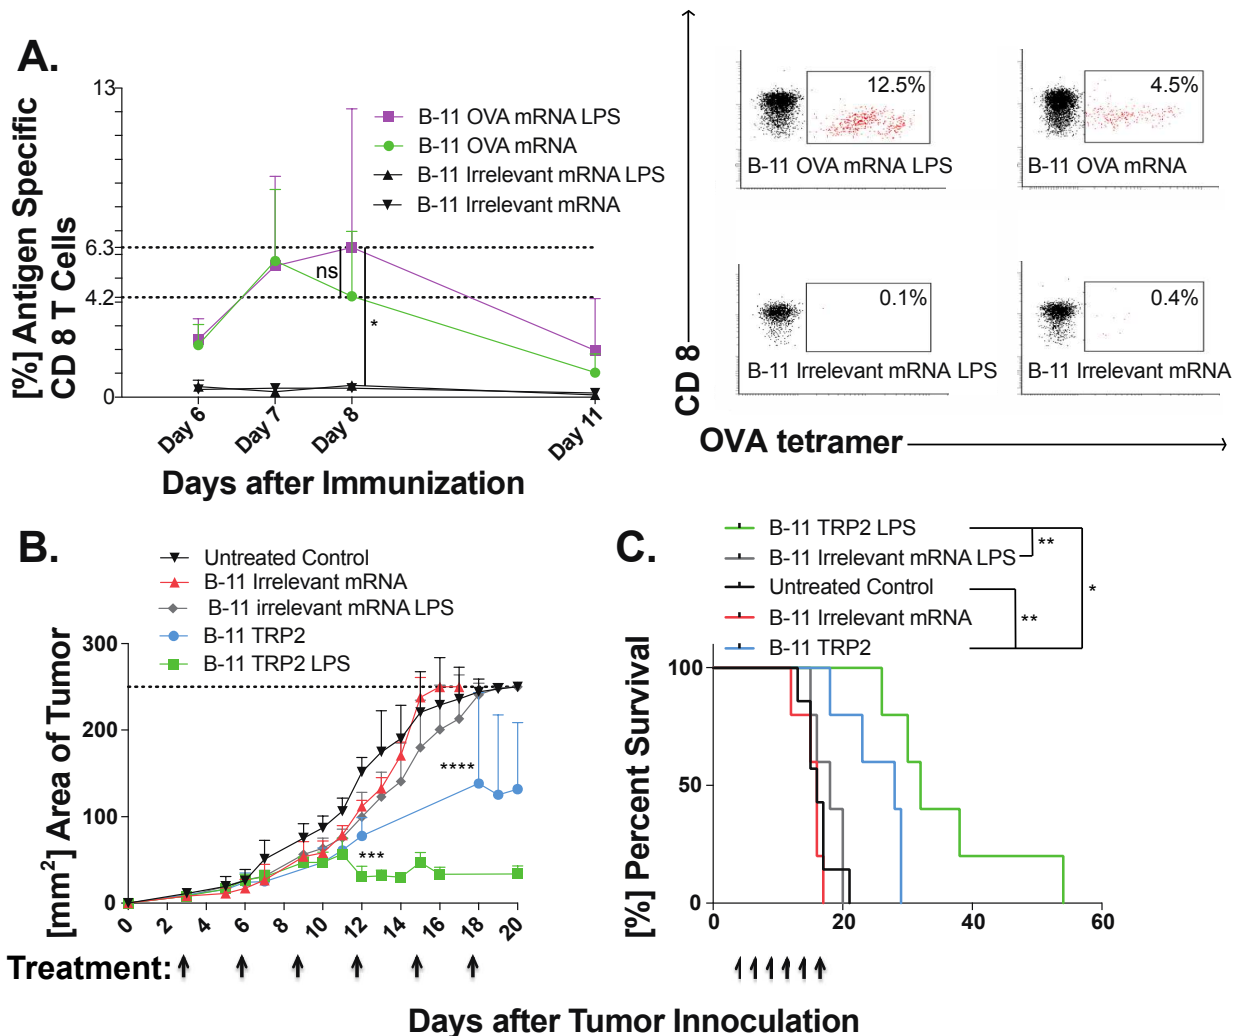 A.
[%] Antigen Specific
CD 8 T Cells
13
6.3
4.2
0
ns
*
B-11 OVA mRNA LPS
B-11 OVA mRNA
B-11 Irrelevant mRNA LPS
B-11 Irrelevant mRNA
Day 6
Day 7
Day 8
Day 11
Days after Immunization
CD 8
12.5%
B-11 OVA mRNA LPS
4.5%
B-11 OVA mRNA
0.1%
B-11 Irrelevant mRNA LPS
0.4%
B-11 Irrelevant mRNA
OVA tetramer
B.
Untreated Control
B-11 Irrelevant mRNA
B-11 irrelevant mRNA LPS
B-11 TRP2
B-11 TRP2 LPS
[mm²] Area of Tumor
300
200
100
0
****
***
0 2 4 6 8 10 12 14 16 18 20
Treatment:
C.
B-11 TRP2 LPS
B-11 Irrelevant mRNA LPS
Untreated Control
B-11 Irrelevant mRNA
B-11 TRP2
**
**
*
[%] Percent Survival
100
50
0
0 20 40 60
Days after Tumor Innoculation